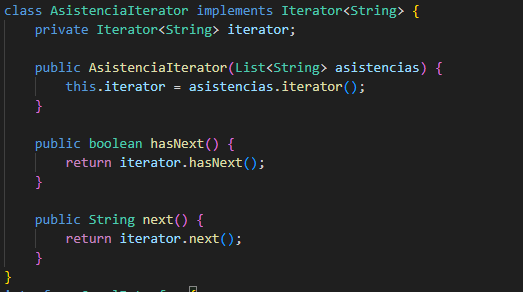 class AsistenciaIterator implements Iterator<String> {
    private Iterator<String> iterator;

    public AsistenciaIterator(List<String> asistencias) {
        this.iterator = asistencias.iterator();
    }

    public boolean hasNext() {
        return iterator.hasNext();
    }

    public String next() {
        return iterator.next();
    }
}